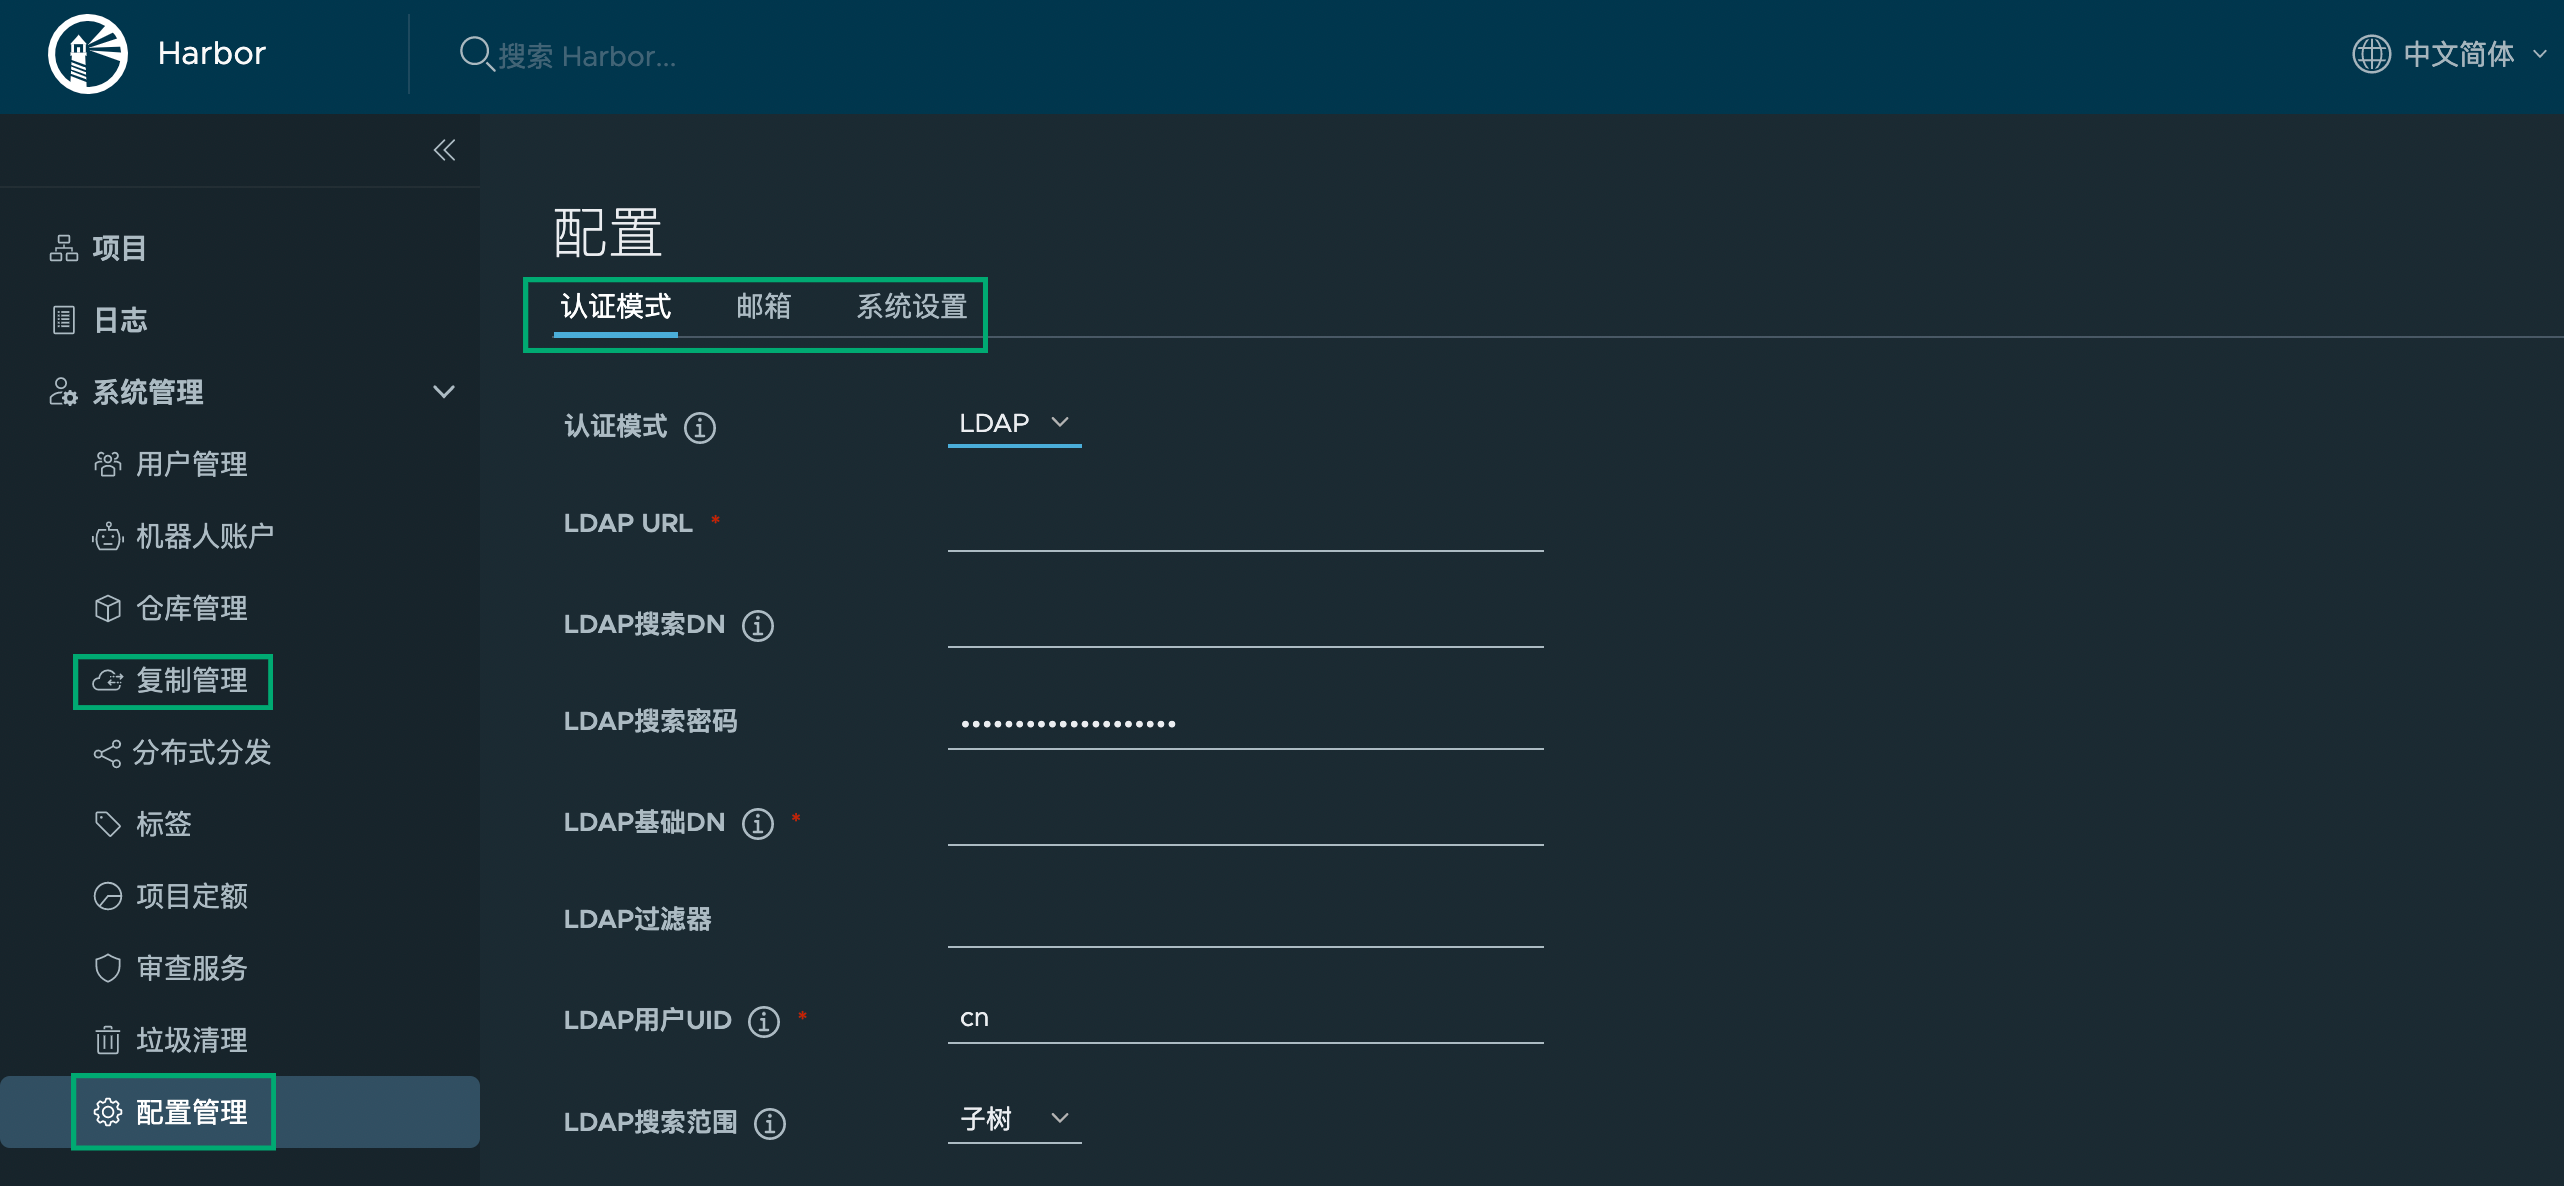 Harbor
搜索 Harbor...
中文简体
项目
日志
系统管理
用户管理
机器人账户
仓库管理
复制管理
分布式分发
标签
项目定额
审查服务
垃圾清理
配置管理
配置
认证模式 邮箱 系统设置
认证模式 LDAP
LDAP URL *
LDAP搜索DN
LDAP搜索密码 ••••••••••••••••••••
LDAP基础DN *
LDAP过滤器
LDAP用户UID * cn
LDAP搜索范围 子树